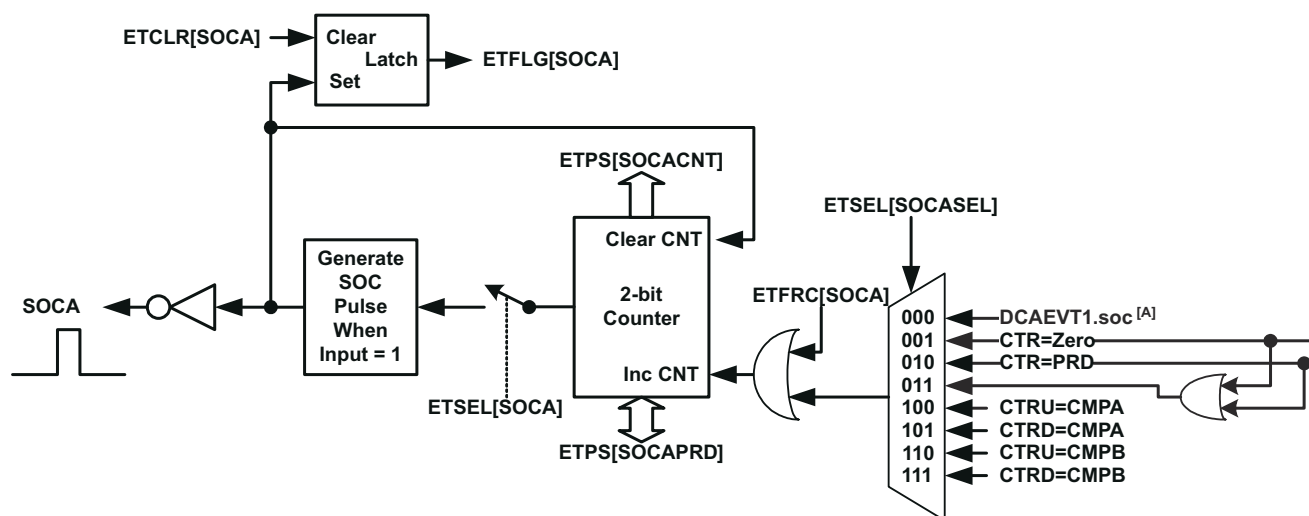 ETCLR[SOCA]
Clear
Latch
Set
ETFLG[SOCA]
ETPS[SOCACNT]
ETSEL[SOCASEL]
Clear CNT
2-bit
Counter
Inc CNT
Generate
SOC
Pulse
When
Input = 1
SOCA
ETSEL[SOCA]
ETPS[SOCAPRD]
ETFRC[SOCA]
000 DCAEVT1.soc [A]
001 CTR=Zero
010 CTR=PRD
011
100 CTRU=CMPA
101 CTRD=CMPA
110 CTRU=CMPB
111 CTRD=CMPB